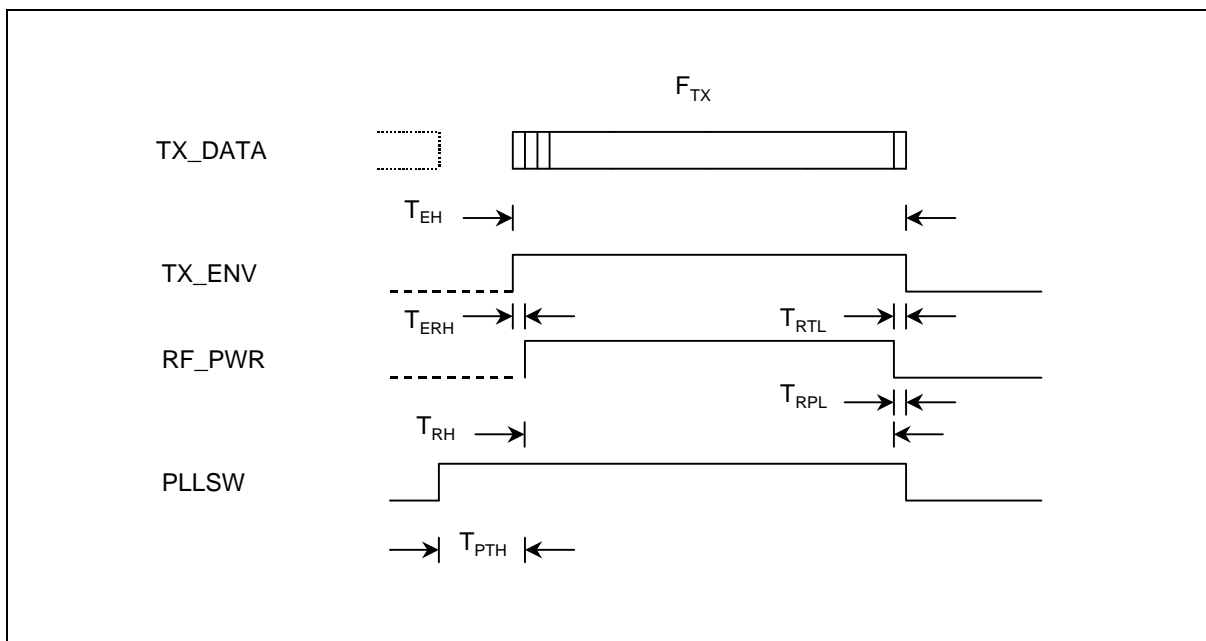 F_TX
TX_DATA
T_EH
TX_ENV
T_ERH
T_RTL
RF_PWR
T_RPL
T_RH
PLLSW
T_PTH